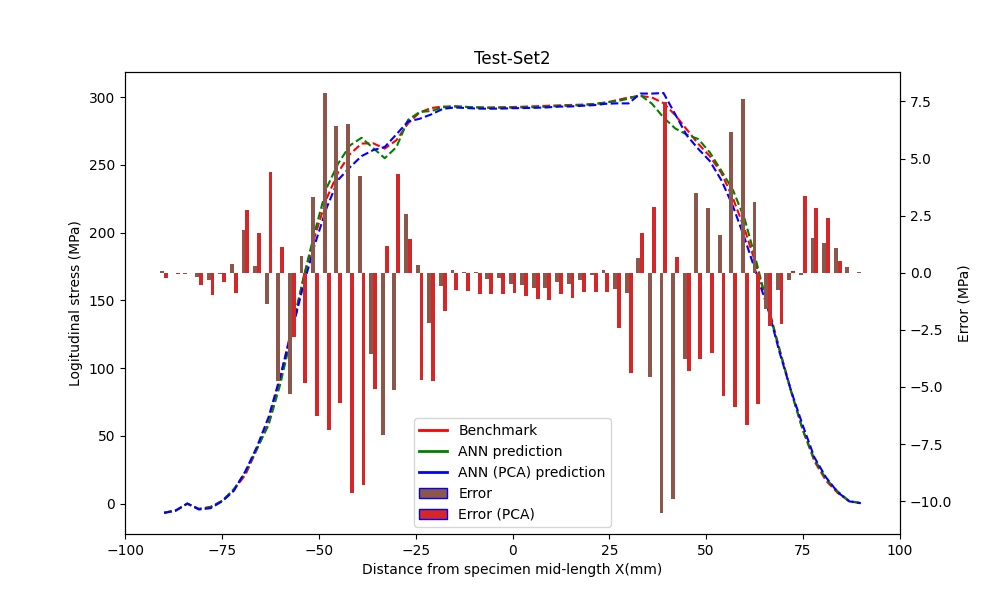 Test-Set2
300
250
200
150
100
50
0
Logitudinal stress (MPa)
7.5
5.0
2.5
0.0
−2.5
−5.0
−7.5
−10.0
Error (MPa)
Benchmark
ANN prediction
ANN (PCA) prediction
Error
Error (PCA)
−100 −75 −50 −25 0 25 50 75 100
Distance from specimen mid-length X(mm)